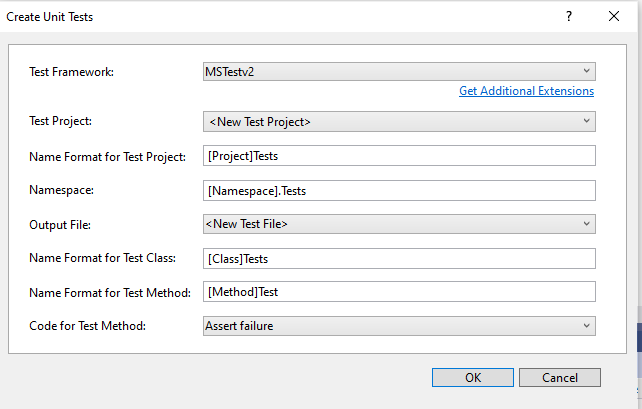 Create Unit Tests ?
Test Framework: MSTestv2
Get Additional Extensions
Test Project: <New Test Project>
Name Format for Test Project: [Project]Tests
Namespace: [Namespace].Tests
Output File: <New Test File>
Name Format for Test Class: [Class]Tests
Name Format for Test Method: [Method]Test
Code for Test Method: Assert failure
OK Cancel